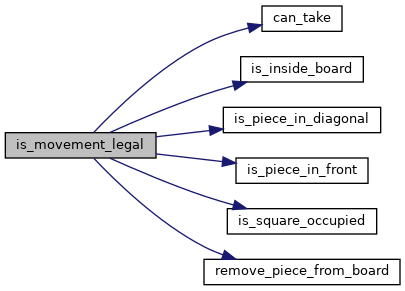 can_take
is_inside_board
is_piece_in_diagonal
is_movement_legal
is_piece_in_front
is_square_occupied
remove_piece_from_board